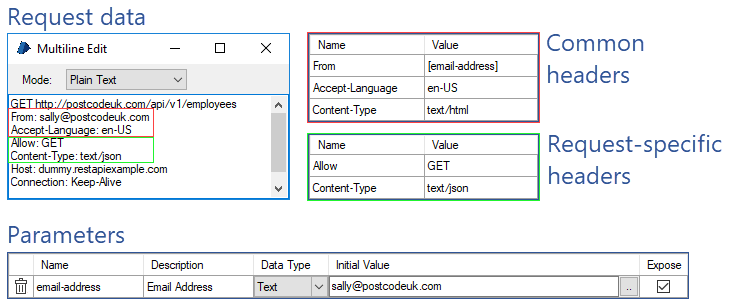 Request data
Multiline Edit
Mode: Plain Text
GET http://postcodeuk.com/api/v1/employees
From: sally@postcodeuk.com
Accept-Language: en-US
Allow: GET
Content-Type: text/json
Host: dummy.restapiexample.com
Connection: Keep-Alive
Name Value
From [email-address]
Accept-Language en-US
Content-Type text/html
Common
headers
Name Value
Allow GET
Content-Type text/json
Request-specific
headers
Parameters
Name Description Data Type Initial Value Expose
email-address Email Address Text sally@postcodeuk.com ..